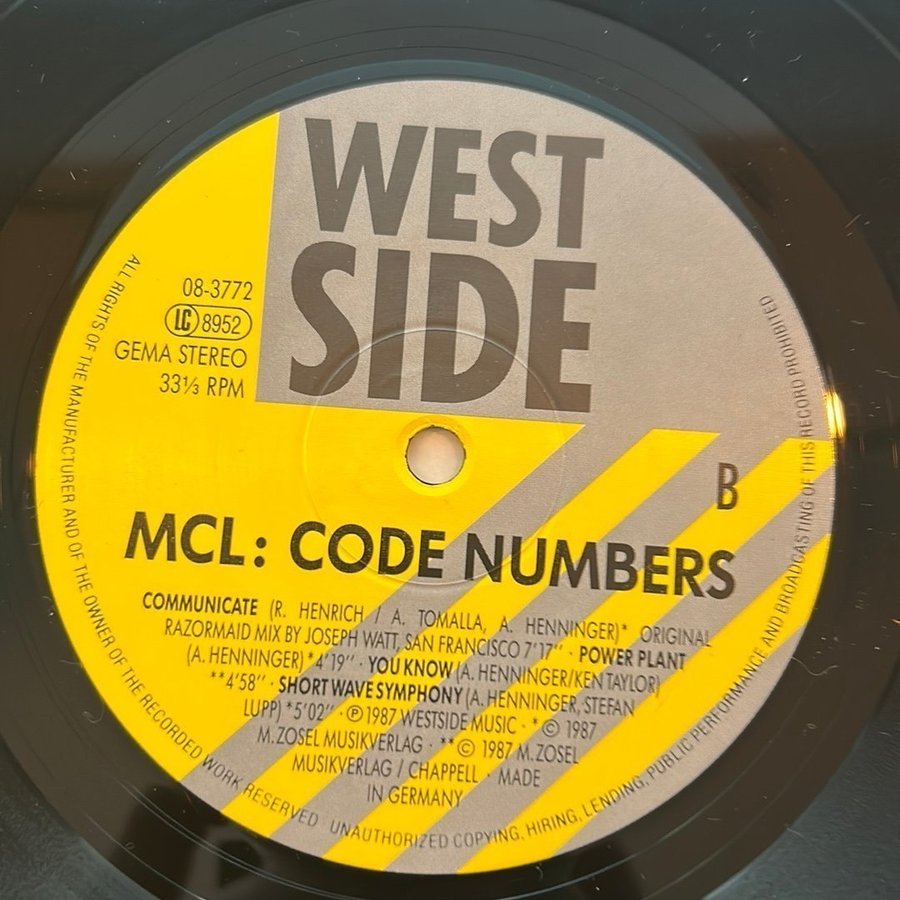 WEST
SIDE
08-3772
LC 8952
GEMA STEREO
33⅓ RPM
B
MCL: CODE NUMBERS
COMMUNICATE (R. HENRICH / A. TOMALLA, A. HENNINGER)* ORIGINAL
RAZORMAID MIX BY JOSEPH WATT, SAN FRANCISCO 7'17'' · POWER PLANT
(A. HENNINGER)*4'19'' · YOU KNOW (A. HENNINGER/KEN TAYLOR)
**4'58'' · SHORT WAVE SYMPHONY (A. HENNINGER, STEFAN
LUPP) *5'02'' · ℗ 1987 WESTSIDE MUSIC · * © 1987
M. ZOSEL MUSIKVERLAG · ** © 1987 M. ZOSEL
MUSIKVERLAG / CHAPPELL · MADE
IN GERMANY
ALL RIGHTS OF THE MANUFACTURER AND OF THE OWNER OF THE RECORDED WORK RESERVED UNAUTHORIZED COPYING, HIRING, LENDING, PUBLIC PERFORMANCE AND BROADCASTING OF THIS RECORD PROHIBITED